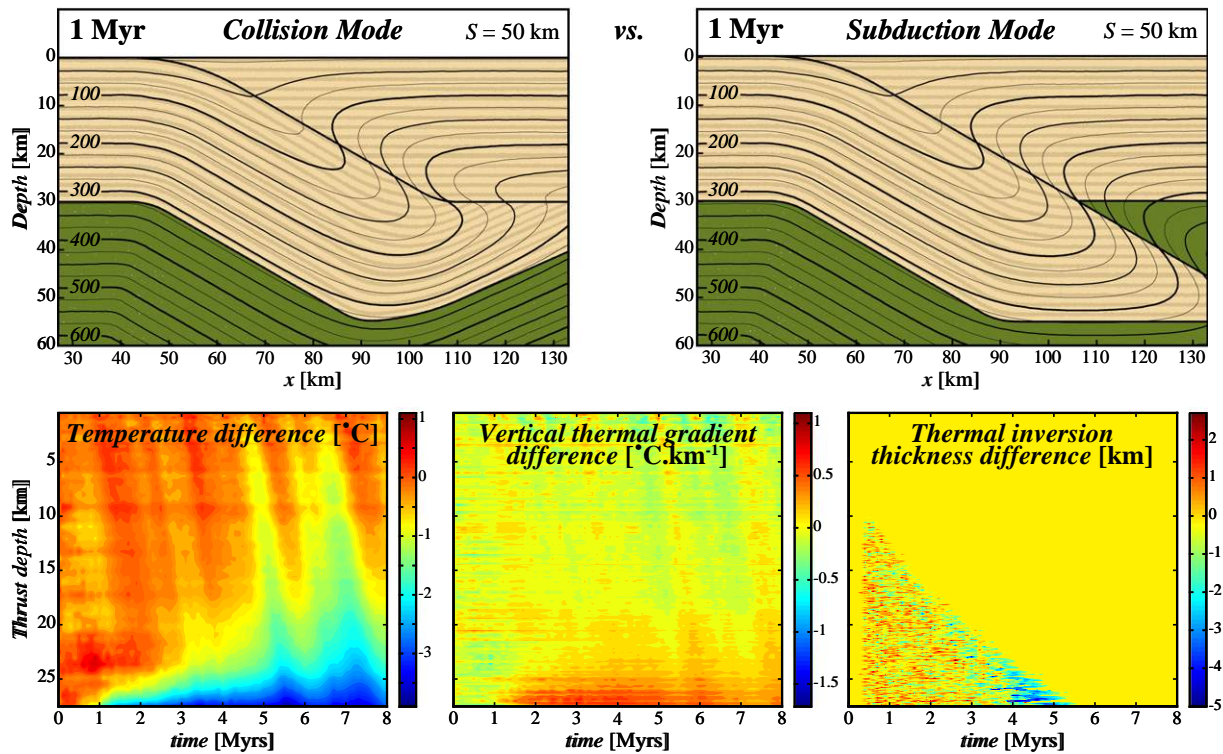 1 Myr Collision Mode S = 50 km vs. 1 Myr Subduction Mode S = 50 km
0
10
20
30
40
50
60
Depth [km]
100
200
300
400
500
600
30 40 50 60 70 80 90 100 110 120 130
x [km]
0
10
20
30
40
50
60
Depth [km]
100
200
300
400
500
600
30 40 50 60 70 80 90 100 110 120 130
x [km]
Temperature difference [°C]
5
10
15
20
25
Thrust depth [km]
0 1 2 3 4 5 6 7 8
time [Myrs]
1
0
-1
-2
-3
Vertical thermal gradient
difference [°C.km-1]
0 1 2 3 4 5 6 7 8
time [Myrs]
1
0.5
0
-0.5
-1
-1.5
Thermal inversion
thickness difference [km]
0 1 2 3 4 5 6 7 8
time [Myrs]
2
1
0
-1
-2
-3
-4
-5